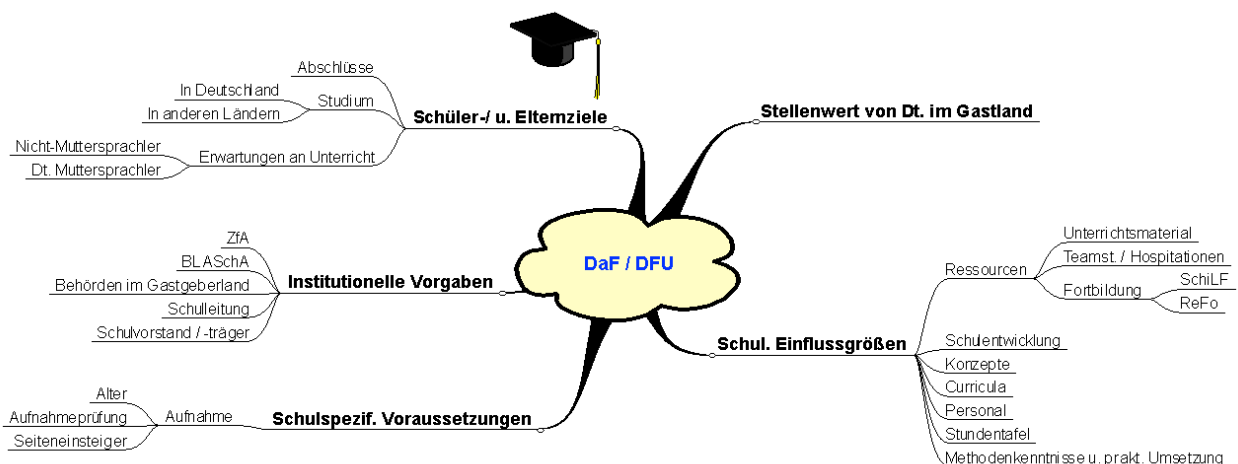 Abschlüsse
In Deutschland
In anderen Ländern
Studium
Nicht-Muttersprachler
Dt. Muttersprachler
Erwartungen an Unterricht
Schüler-/ u. Elternziele
Stellenwert von Dt. im Gastland
ZfA
BLASchA
Behörden im Gastgeberland
Schulleitung
Schulvorstand / -träger
Institutionelle Vorgaben
DaF / DFU
Alter
Aufnahmeprüfung
Seiteneinsteiger
Aufnahme
Schulspezif. Voraussetzungen
Schul. Einflussgrößen
Ressourcen
Unterrichtsmaterial
Teamst. / Hospitationen
Fortbildung
SchiLF
ReFo
Schulentwicklung
Konzepte
Curricula
Personal
Stundentafel
Methodenkenntnisse u. prakt. Umsetzung